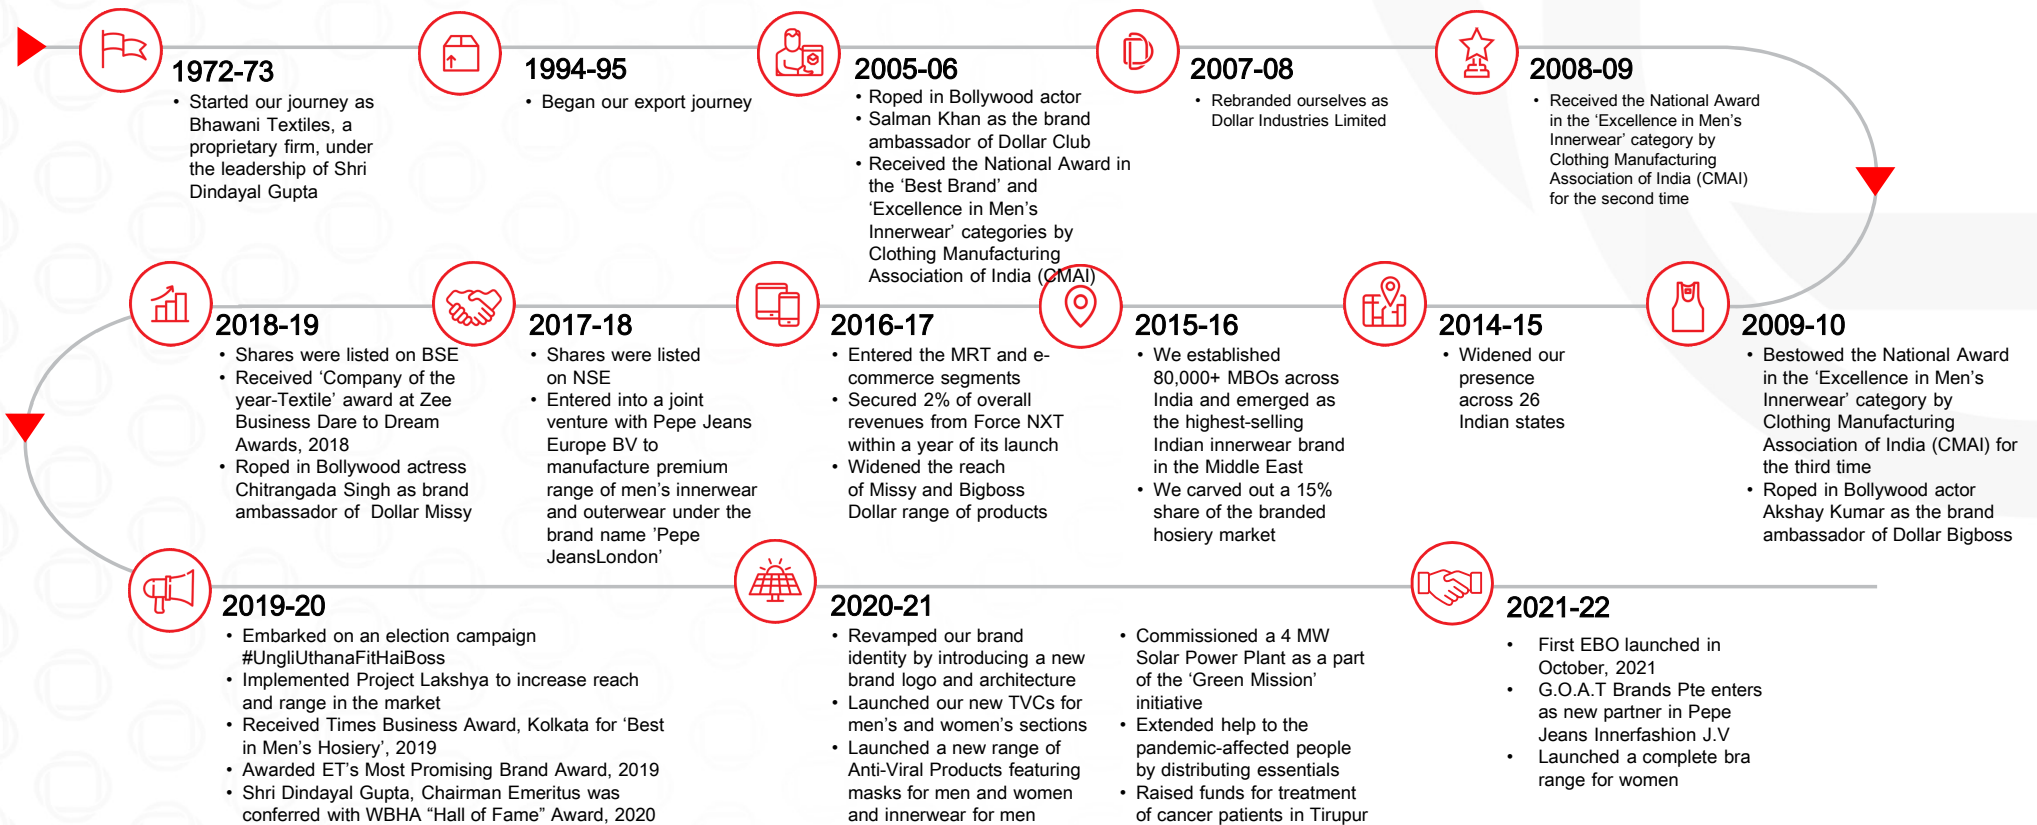 1972-73
• Started our journey as
Bhawani Textiles, a
proprietary firm, under
the leadership of Shri
Dindayal Gupta
1994-95
• Began our export journey
2005-06
• Roped in Bollywood actor
• Salman Khan as the brand
ambassador of Dollar Club
• Received the National Award in
the ‘Best Brand’ and
‘Excellence in Men’s
Innerwear’ categories by
Clothing Manufacturing
Association of India (CMAI)
2007-08
• Rebranded ourselves as
Dollar Industries Limited
2008-09
• Received the National Award
in the ‘Excellence in Men’s
Innerwear’ category by
Clothing Manufacturing
Association of India (CMAI)
for the second time
2009-10
• Bestowed the National Award
in the ‘Excellence in Men’s
Innerwear’ category by
Clothing Manufacturing
Association of India (CMAI) for
the third time
• Roped in Bollywood actor
Akshay Kumar as the brand
ambassador of Dollar Bigboss
2014-15
• Widened our
presence
across 26
Indian states
2015-16
• We established
80,000+ MBOs across
India and emerged as
the highest-selling
Indian innerwear brand
in the Middle East
• We carved out a 15%
share of the branded
hosiery market
2016-17
• Entered the MRT and e-
commerce segments
• Secured 2% of overall
revenues from Force NXT
within a year of its launch
• Widened the reach
of Missy and Bigboss
Dollar range of products
2017-18
• Shares were listed
on NSE
• Entered into a joint
venture with Pepe Jeans
Europe BV to
manufacture premium
range of men’s innerwear
and outerwear under the
brand name ’Pepe
JeansLondon’
2018-19
• Shares were listed on BSE
• Received ‘Company of the
year-Textile’ award at Zee
Business Dare to Dream
Awards, 2018
• Roped in Bollywood actress
Chitrangada Singh as brand
ambassador of Dollar Missy
2019-20
• Embarked on an election campaign
#UngliUthanaFitHaiBoss
• Implemented Project Lakshya to increase reach
and range in the market
• Received Times Business Award, Kolkata for ‘Best
in Men’s Hosiery’, 2019
• Awarded ET’s Most Promising Brand Award, 2019
• Shri Dindayal Gupta, Chairman Emeritus was
conferred with WBHA “Hall of Fame” Award, 2020
2020-21
• Revamped our brand
identity by introducing a new
brand logo and architecture
• Launched our new TVCs for
men’s and women’s sections
• Launched a new range of
Anti-Viral Products featuring
masks for men and women
and innerwear for men
• Commissioned a 4 MW
Solar Power Plant as a part
of the ‘Green Mission’
initiative
• Extended help to the
pandemic-affected people
by distributing essentials
• Raised funds for treatment
of cancer patients in Tirupur
2021-22
• First EBO launched in
October, 2021
• G.O.A.T Brands Pte enters
as new partner in Pepe
Jeans Innerfashion J.V
• Launched a complete bra
range for women